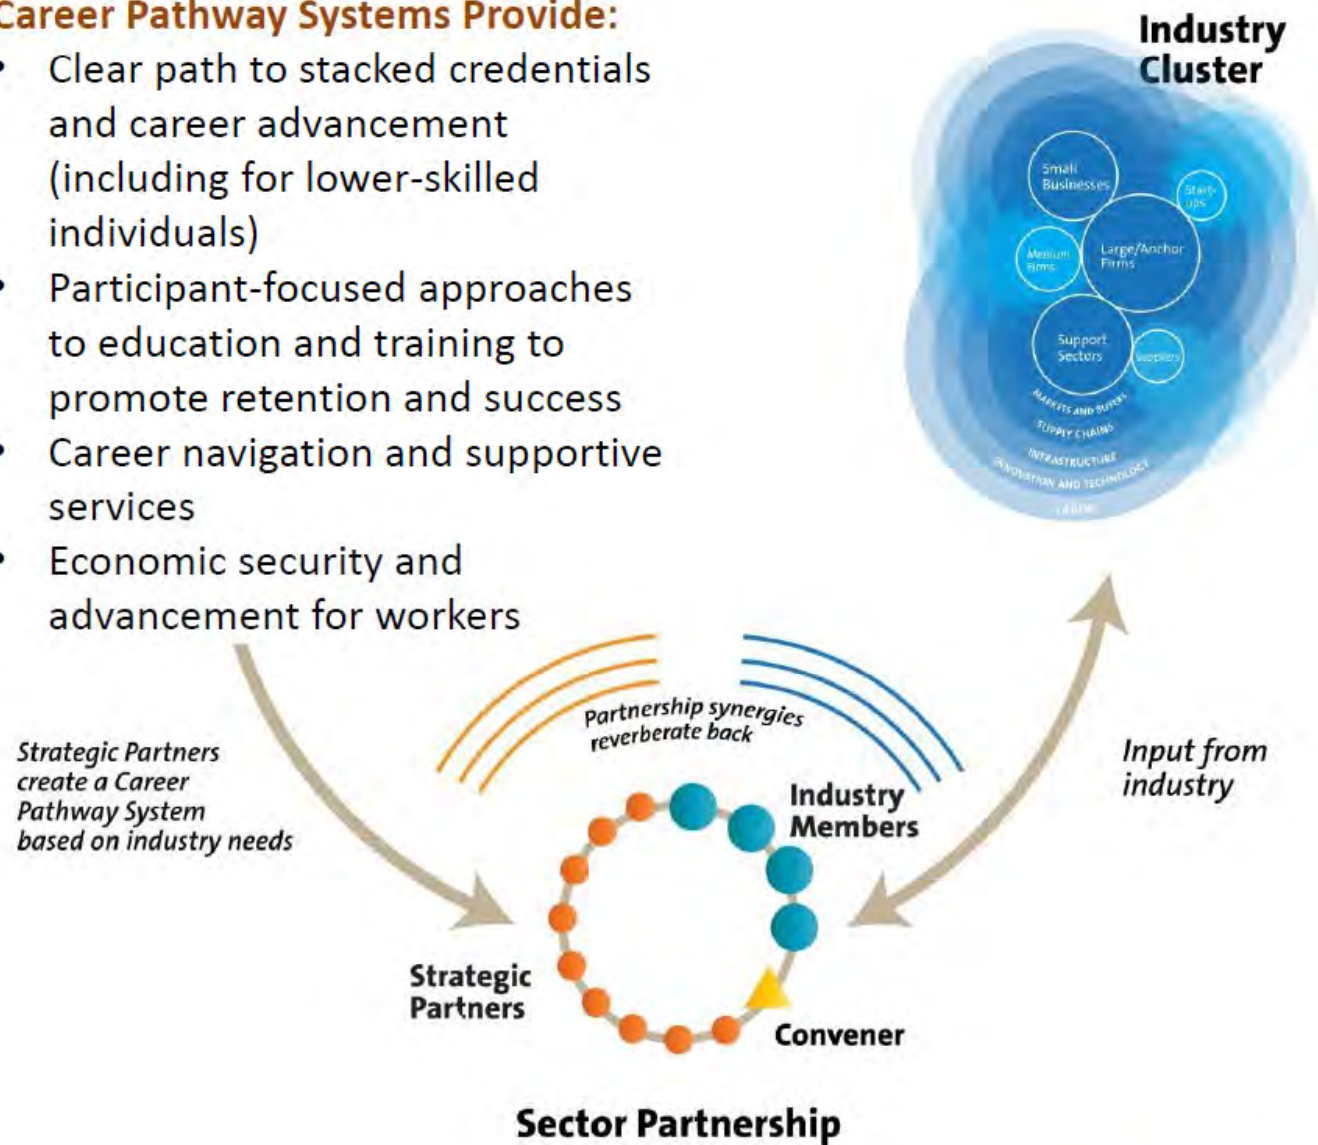 Career Pathway Systems Provide:
• Clear path to stacked credentials
and career advancement
(including for lower-skilled
individuals)
• Participant-focused approaches
to education and training to
promote retention and success
• Career navigation and supportive
services
• Economic security and
advancement for workers
Industry
Cluster
Small
Businesses
Start-
ups
Medium
Firms
Large/Anchor
Firms
Support
Sectors
Suppliers
MARKETS AND BUYERS
SUPPLY CHAINS
INFRASTRUCTURE
INNOVATION AND TECHNOLOGY
Partnership synergies
reverberate back
Strategic Partners
create a Career
Pathway System
based on industry needs
Input from
industry
Industry
Members
Strategic
Partners
Convener
Sector Partnership